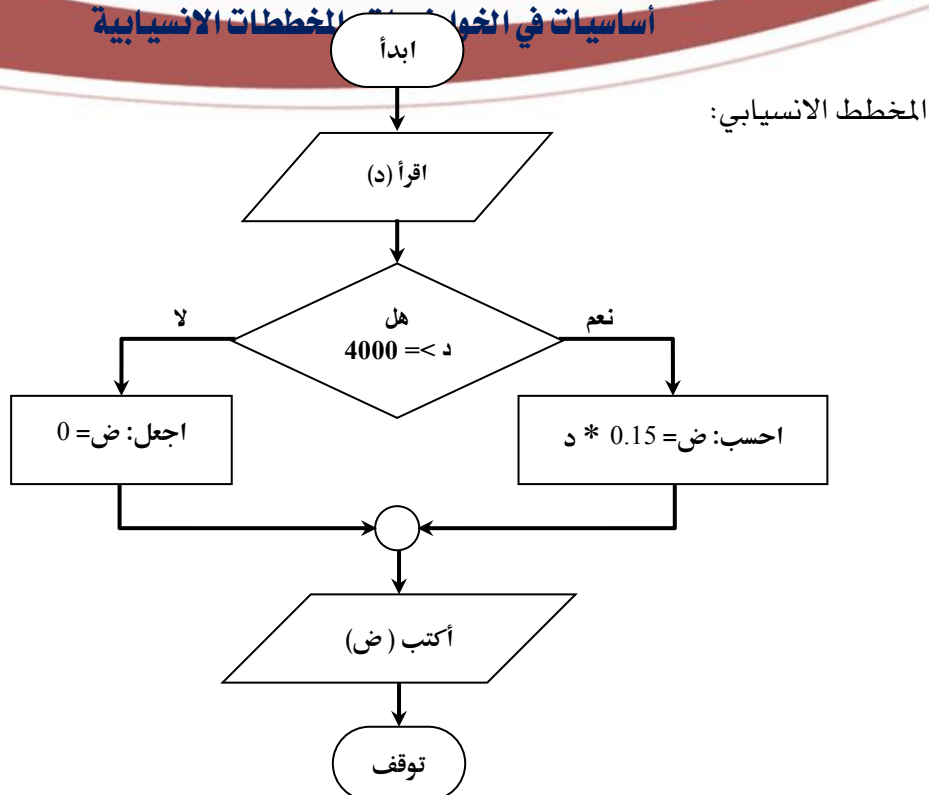 أساسيات في المخططات الانسيابية
ابدأ
المخطط الانسيابي:
اقرأ (د)
هل
د >= 4000
نعم
لا
احسب: ض= 0.15 * د
اجعل: ض= 0
أكتب ( ض)
توقف